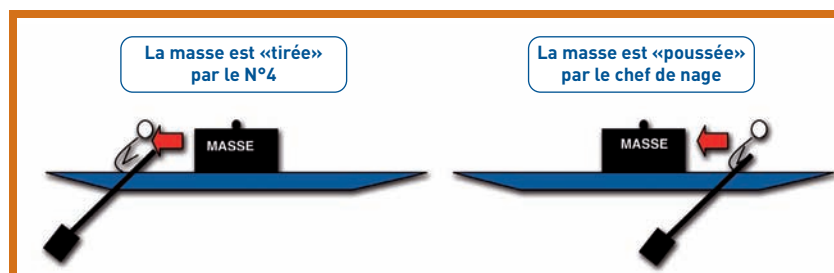 La masse est «tirée»
par le N°4
La masse est «poussée»
par le chef de nage
MASSE
MASSE